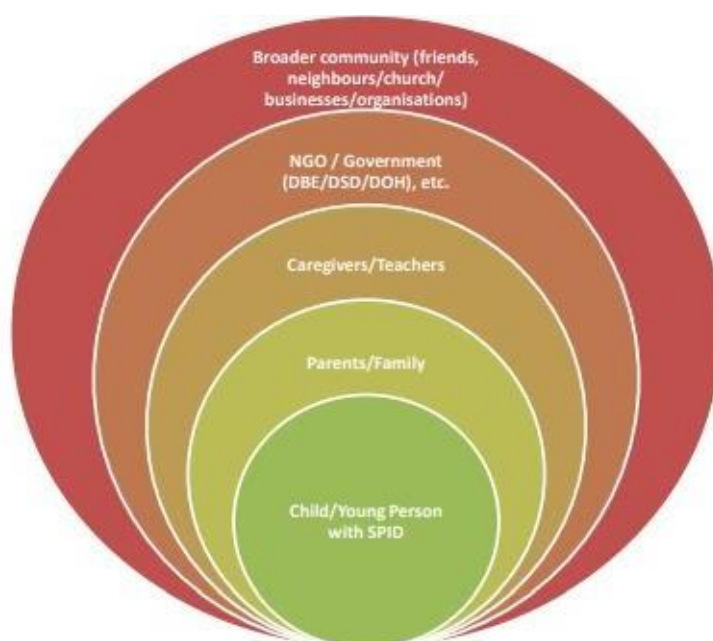 Broader community (friends,
neighbours/church/
businesses/organisations)
NGO / Government
(DBE/DSD/DOH), etc.
Caregivers/Teachers
Parents/Family
Child/Young Person
with SPID